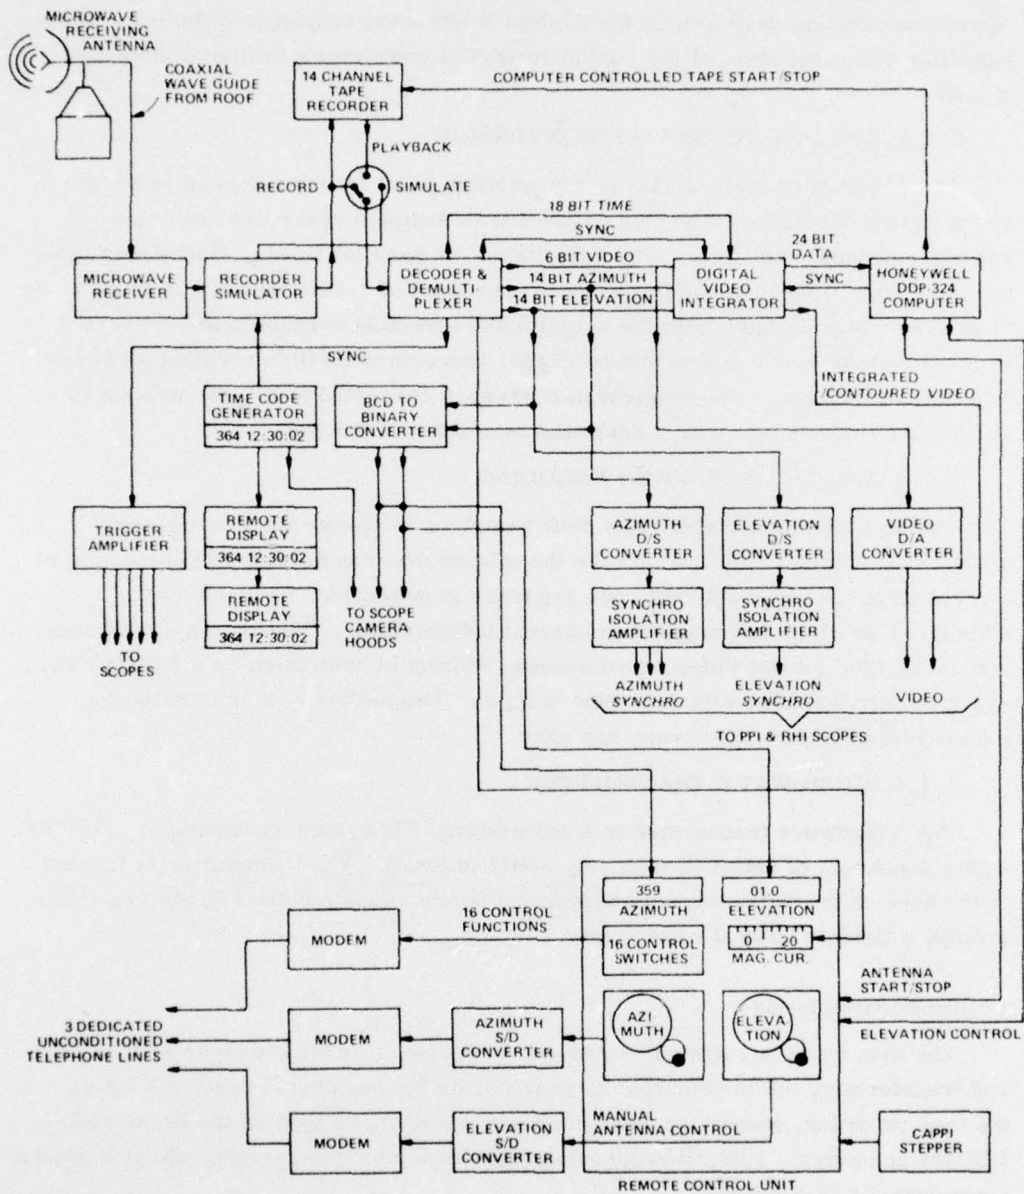 MICROWAVE
RECEIVING
ANTENNA
COAXIAL
WAVE GUIDE
FROM ROOF
14 CHANNEL
TAPE
RECORDER
COMPUTER CONTROLLED TAPE START/STOP
PLAYBACK
RECORD
SIMULATE
18 BIT TIME
SYNC
24 BIT
DATA
6 BIT VIDEO
14 BIT AZIMUTH
14 BIT ELEVATION
SYNC
MICROWAVE
RECEIVER
RECORDER
SIMULATOR
DECODER &
DEMULTI-
PLEXER
DIGITAL
VIDEO
INTEGRATOR
HONEYWELL
DDP-324
COMPUTER
SYNC
TIME CODE
GENERATOR
364 12:30:02
BCD TO
BINARY
CONVERTER
INTEGRATED
/CONTOURED VIDEO
TRIGGER
AMPLIFIER
REMOTE
DISPLAY
364 12:30:02
AZIMUTH
D/S
CONVERTER
ELEVATION
D/S
CONVERTER
VIDEO
D/A
CONVERTER
REMOTE
DISPLAY
364 12:30:02
TO
SCOPES
TO SCOPE
CAMERA
HOODS
SYNCHRO
ISOLATION
AMPLIFIER
SYNCHRO
ISOLATION
AMPLIFIER
AZIMUTH
SYNCHRO
ELEVATION
SYNCHRO
VIDEO
TO PPI & RHI SCOPES
359
AZIMUTH
01.0
ELEVATION
16 CONTROL
FUNCTIONS
MODEM
16 CONTROL
SWITCHES
0 20
MAG. CUR.
ANTENNA
START/STOP
3 DEDICATED
UNCONDITIONED
TELEPHONE LINES
MODEM
AZIMUTH
S/D
CONVERTER
AZI-
MUTH
ELEVA-
TION
ELEVATION CONTROL
MODEM
ELEVATION
S/D
CONVERTER
MANUAL
ANTENNA CONTROL
CAPPI
STEPPER
REMOTE CONTROL UNIT